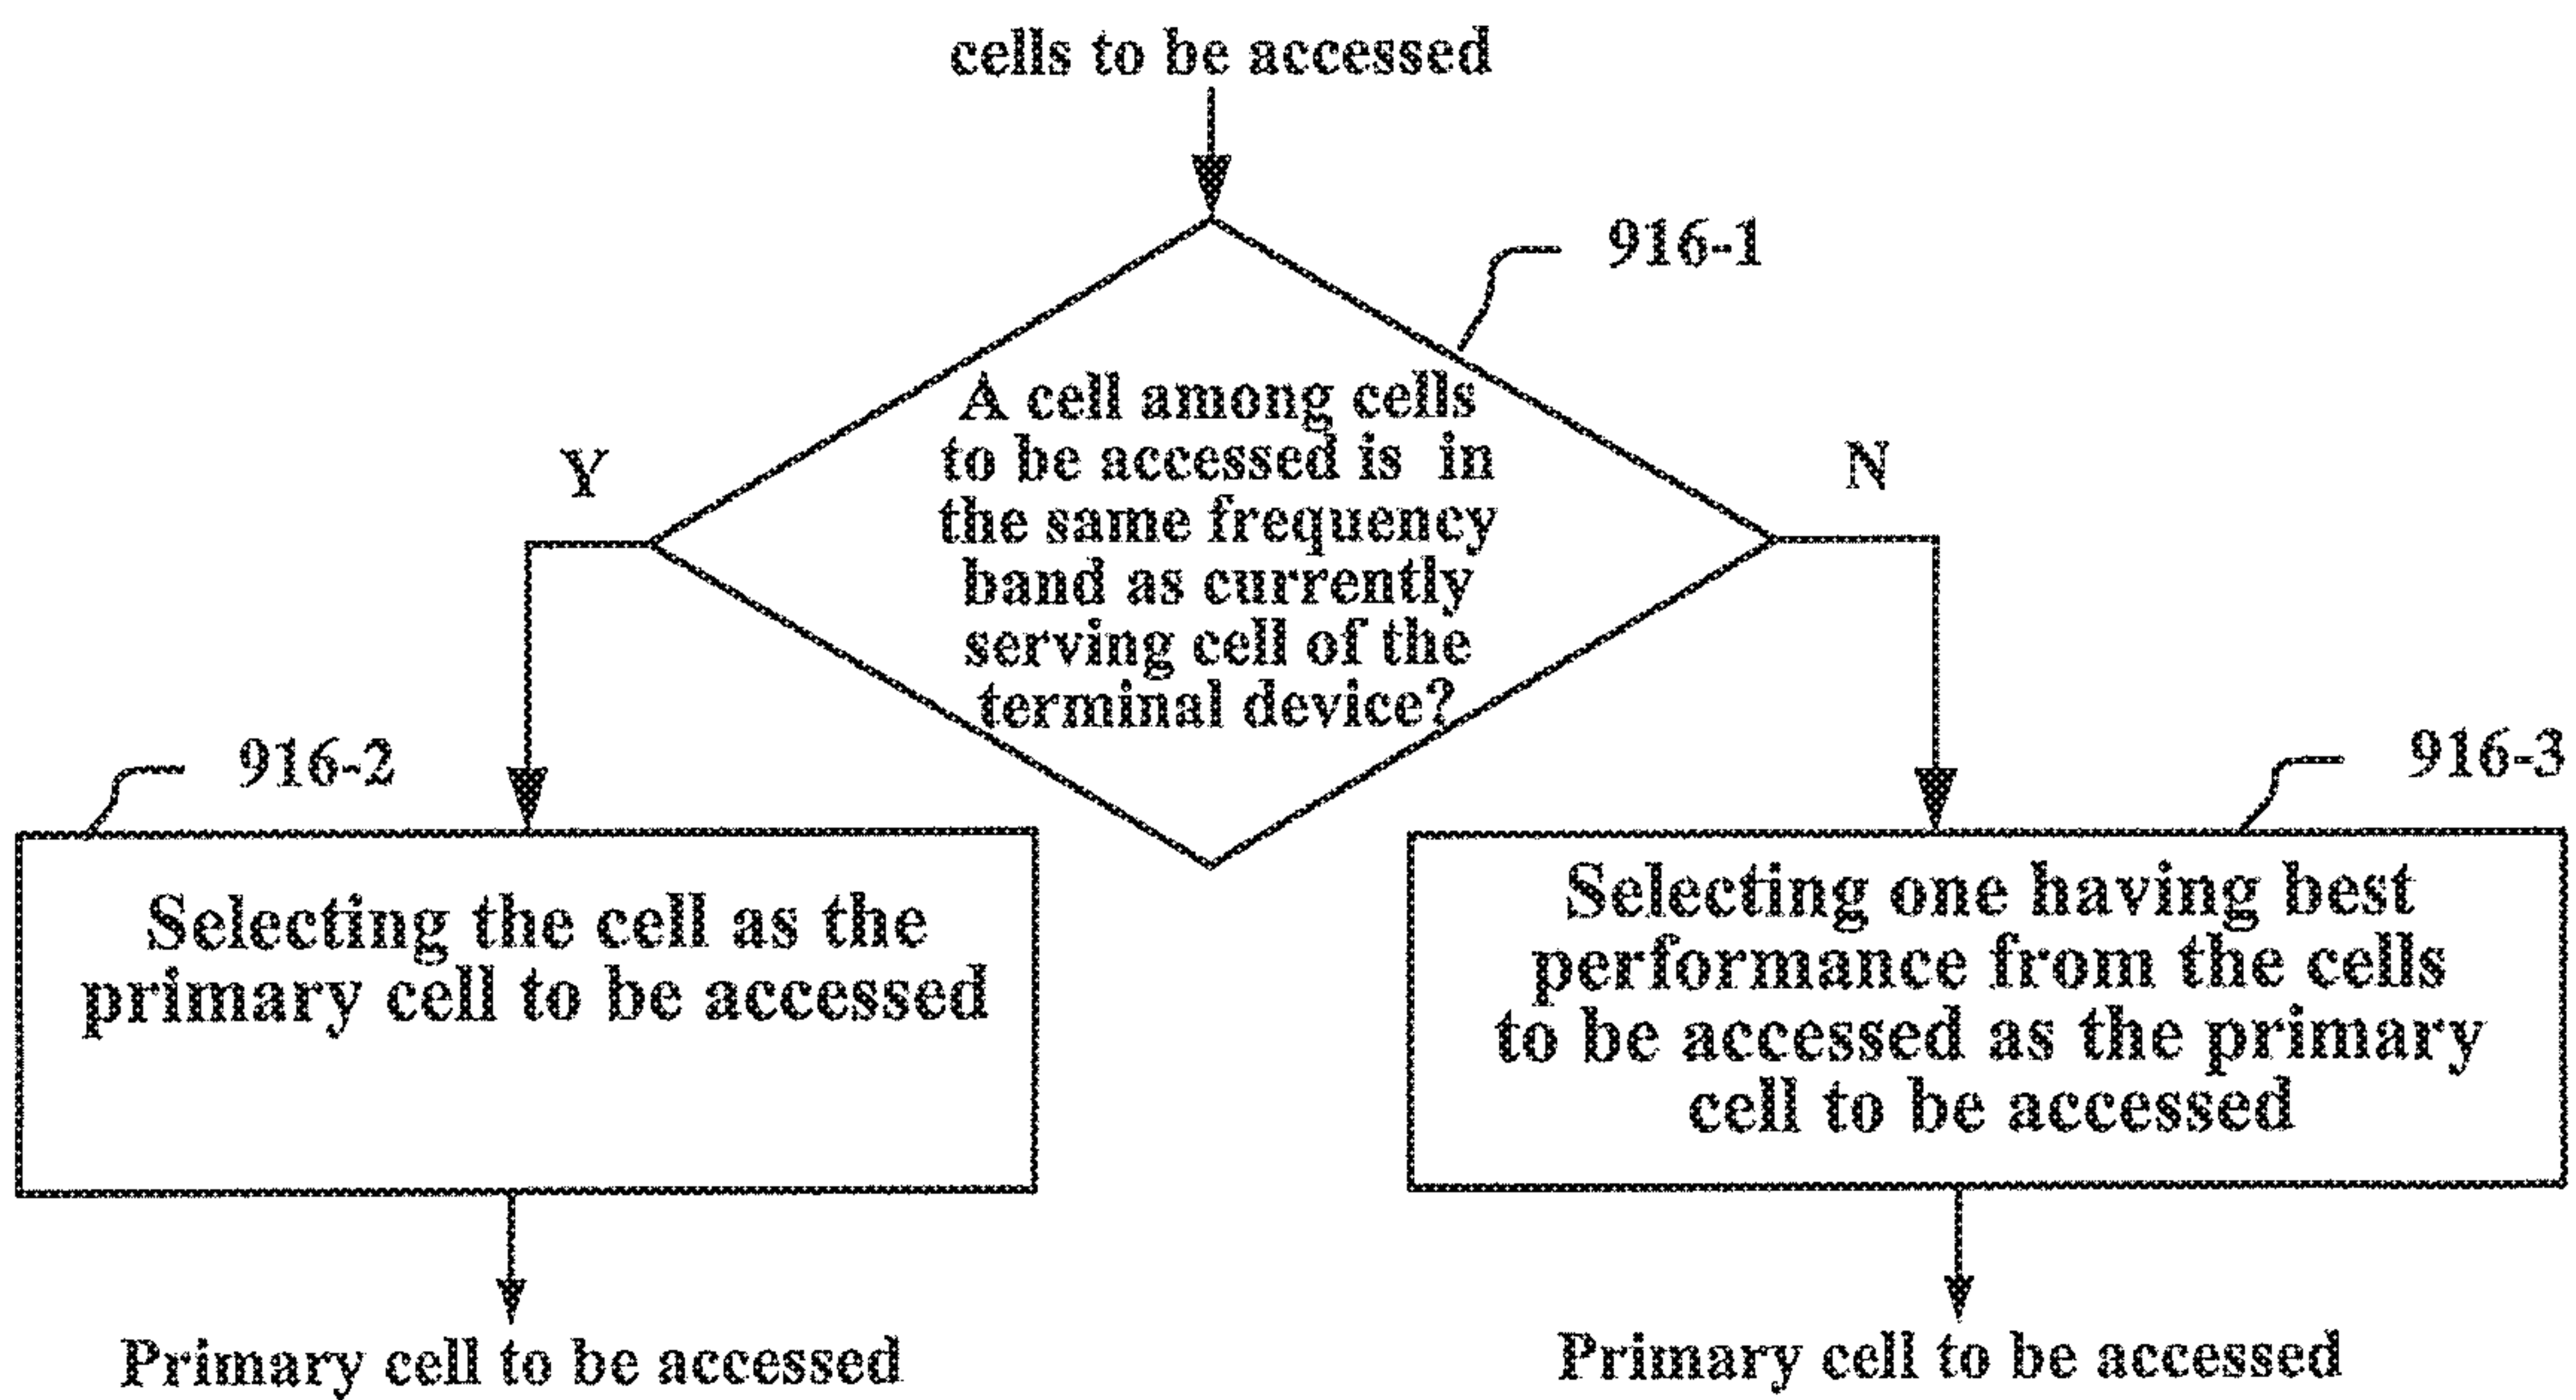 cells to be accessed
916-1
A cell among cells
to be accessed is in
the same frequency
band as currently
serving cell of the
terminal device?
Y
N
916-2
Selecting the cell as the
primary cell to be accessed
916-3
Selecting one having best
performance from the cells
to be accessed as the primary
cell to be accessed
Primary cell to be accessed
Primary cell to be accessed